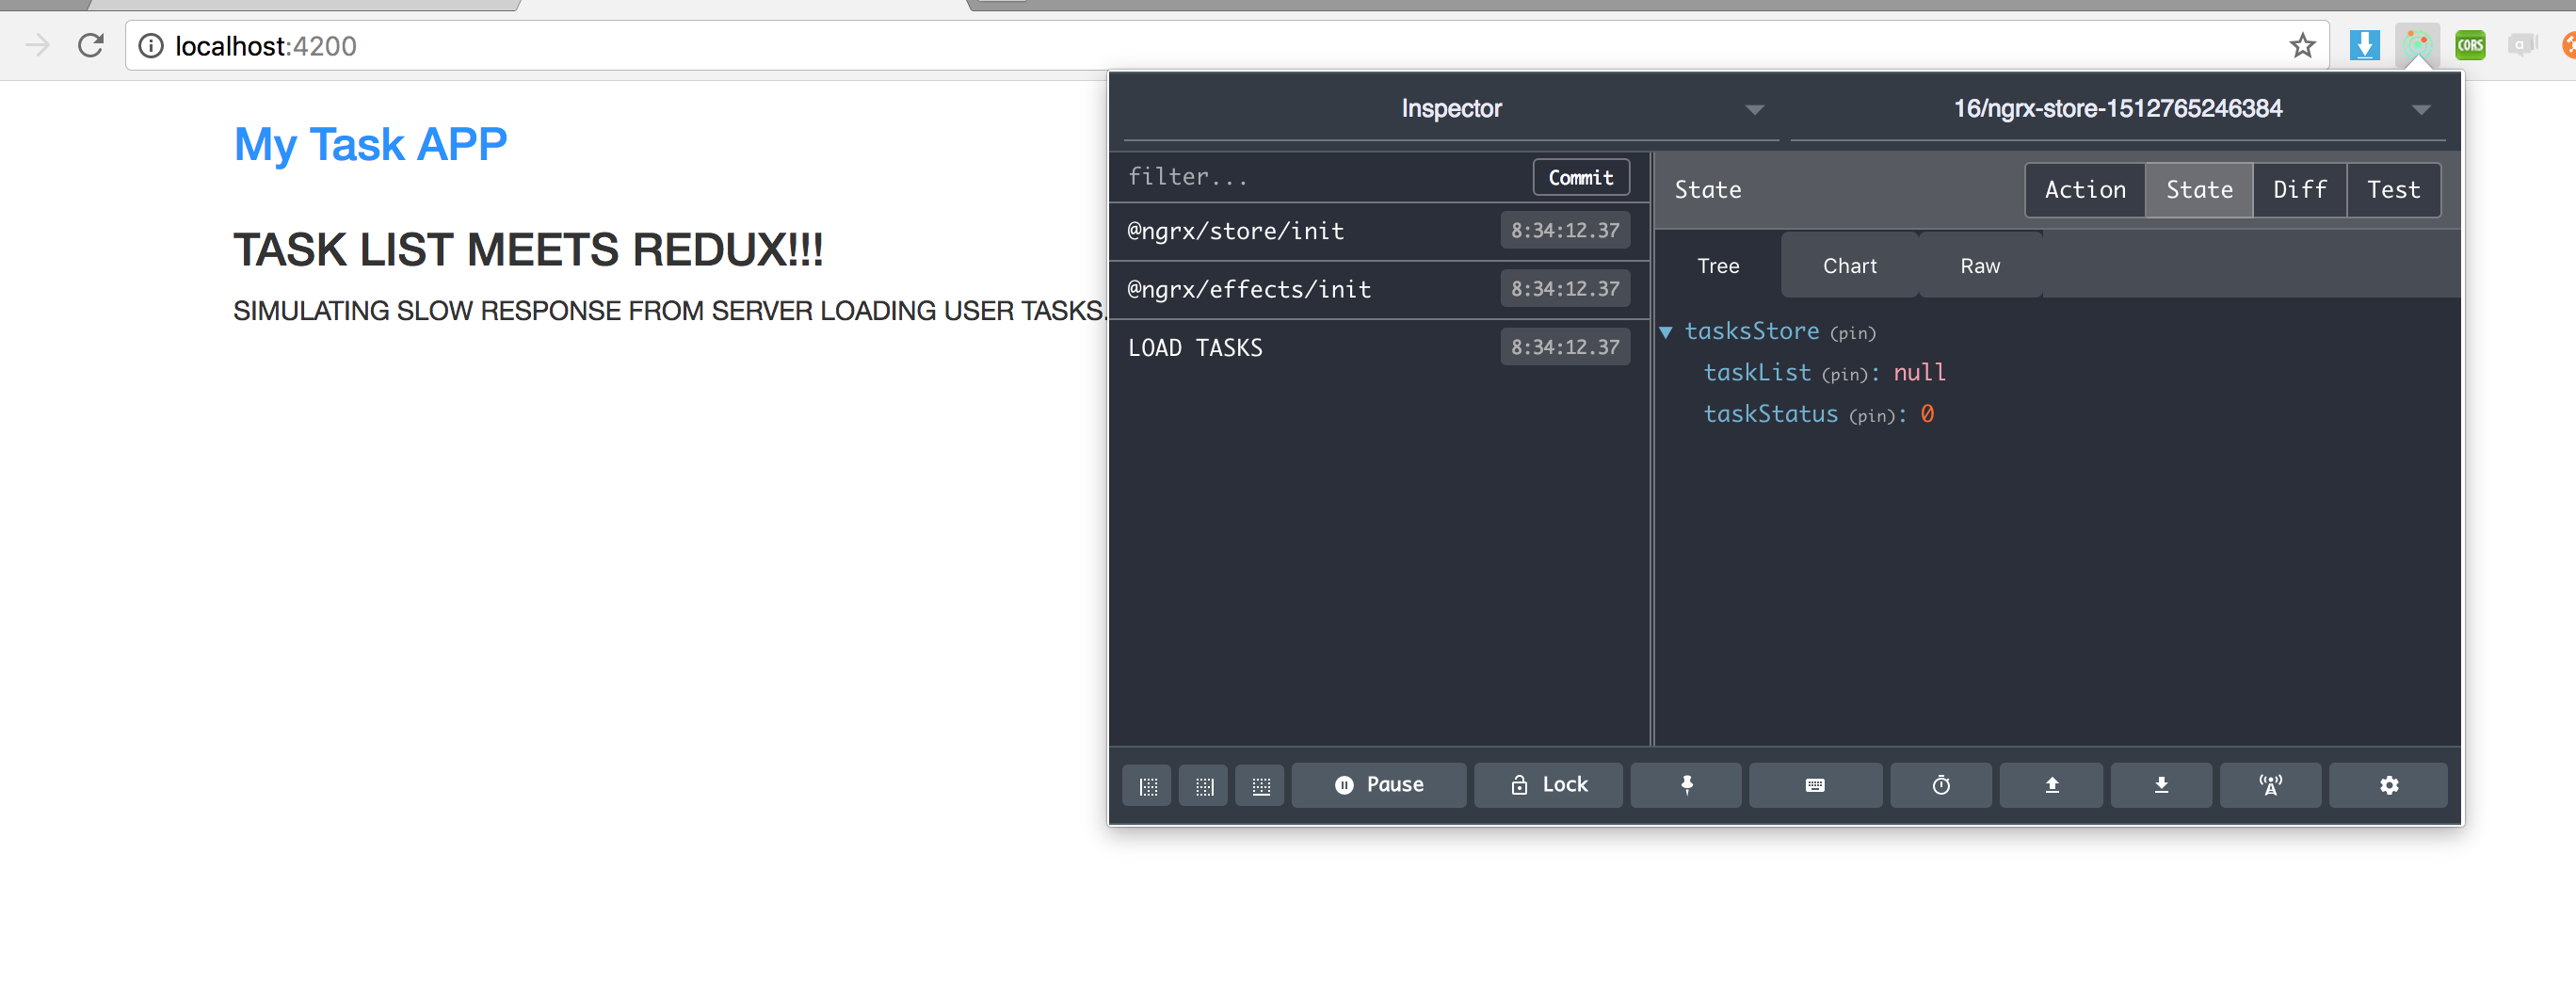 localhost:4200
CORS
a
Inspector
16/ngrx-store-1512765246384
My Task APP
filter...
Commit
State
Action
State
Diff
Test
TASK LIST MEETS REDUX!!!
@ngrx/store/init
8:34:12.37
Tree
Chart
Raw
@ngrx/effects/init
8:34:12.37
SIMULATING SLOW RESPONSE FROM SERVER LOADING USER TASKS.
LOAD TASKS
8:34:12.37
tasksStore (pin)
taskList (pin): null
taskStatus (pin): 0
Pause
Lock